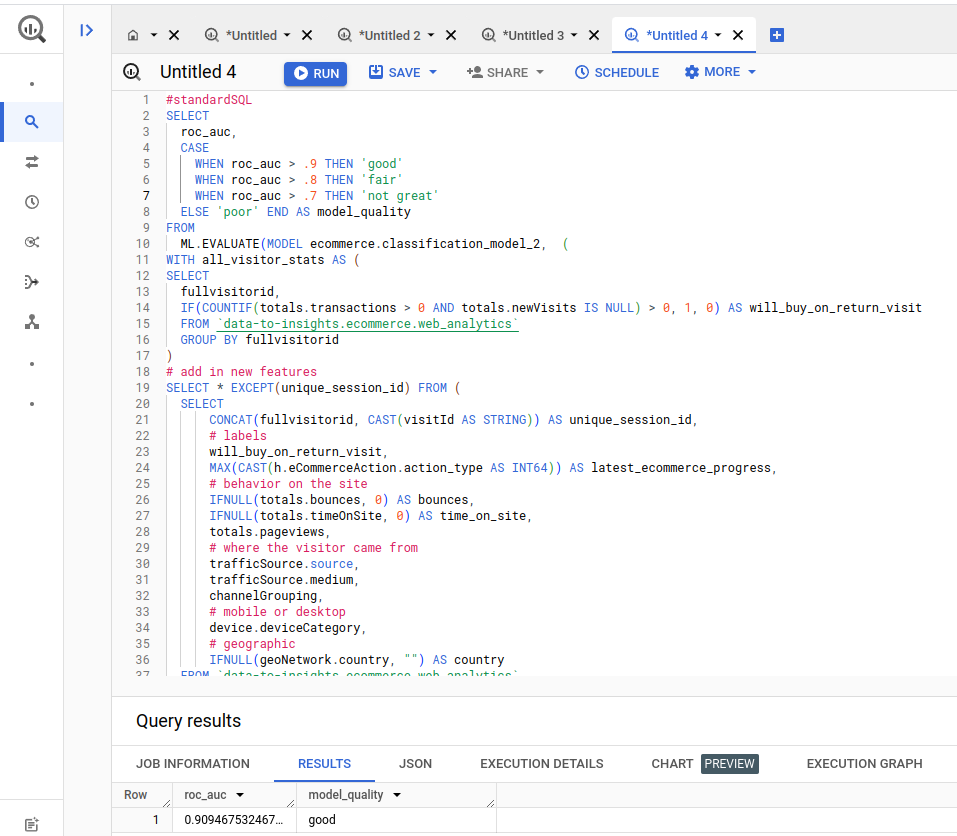 *Untitled *Untitled 2 *Untitled 3 *Untitled 4
Untitled 4 RUN SAVE SHARE SCHEDULE MORE
1 #standardSQL
2 SELECT
3 roc_auc,
4 CASE
5 WHEN roc_auc > .9 THEN 'good'
6 WHEN roc_auc > .8 THEN 'fair'
7 WHEN roc_auc > .7 THEN 'not great'
8 ELSE 'poor' END AS model_quality
9 FROM
10 ML.EVALUATE(MODEL ecommerce.classification_model_2, (
11 WITH all_visitor_stats AS (
12 SELECT
13 fullvisitorid,
14 IF(COUNTIF(totals.transactions > 0 AND totals.newVisits IS NULL) > 0, 1, 0) AS will_buy_on_return_visit
15 FROM `data-to-insights.ecommerce.web_analytics`
16 GROUP BY fullvisitorid
17 )
18 # add in new features
19 SELECT * EXCEPT(unique_session_id) FROM (
20 SELECT
21 CONCAT(fullvisitorid, CAST(visitId AS STRING)) AS unique_session_id,
22 # labels
23 will_buy_on_return_visit,
24 MAX(CAST(h.eCommerceAction.action_type AS INT64)) AS latest_ecommerce_progress,
25 # behavior on the site
26 IFNULL(totals.bounces, 0) AS bounces,
27 IFNULL(totals.timeOnSite, 0) AS time_on_site,
28 totals.pageviews,
29 # where the visitor came from
30 trafficSource.source,
31 trafficSource.medium,
32 channelGrouping,
33 # mobile or desktop
34 device.deviceCategory,
35 # geographic
36 IFNULL(geoNetwork.country, "") AS country
37 FROM `data-to-insights.ecommerce.web_analytics`
Query results
JOB INFORMATION RESULTS JSON EXECUTION DETAILS CHART PREVIEW EXECUTION GRAPH
Row roc_auc model_quality
1 0.909467532467... good